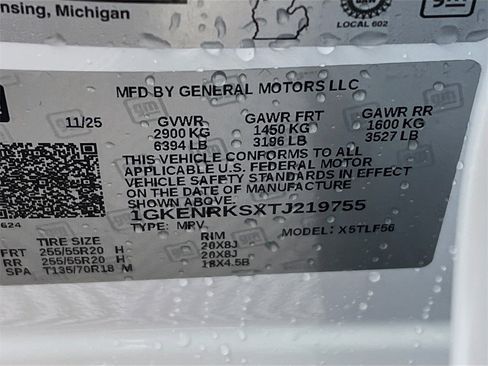 nsing, Michigan
LOCAL 602
MFD BY GENERAL MOTORS LLC
11/25 GVWR GAWR FRT GAWR RR
2900 KG 1450 KG 1600 KG
6394 LB 3196 LB 3527 LB
THIS VEHICLE CONFORMS TO ALL
APPLICABLE U.S. FEDERAL MOTOR
VEHICLE SAFETY STANDARDS IN EFFECT
ON THE DATE OF MANUFACTURE
SHOWN ABOVE.
1GKENRKSXTJ219755
TYPE: MPV MODEL: X5TLF56
624
TIRE SIZE RIM
FRT 255/55R20 H 20X8J
RR 255/55R20 H 20X8J
SPA T135/70R18 M 18X4.5B